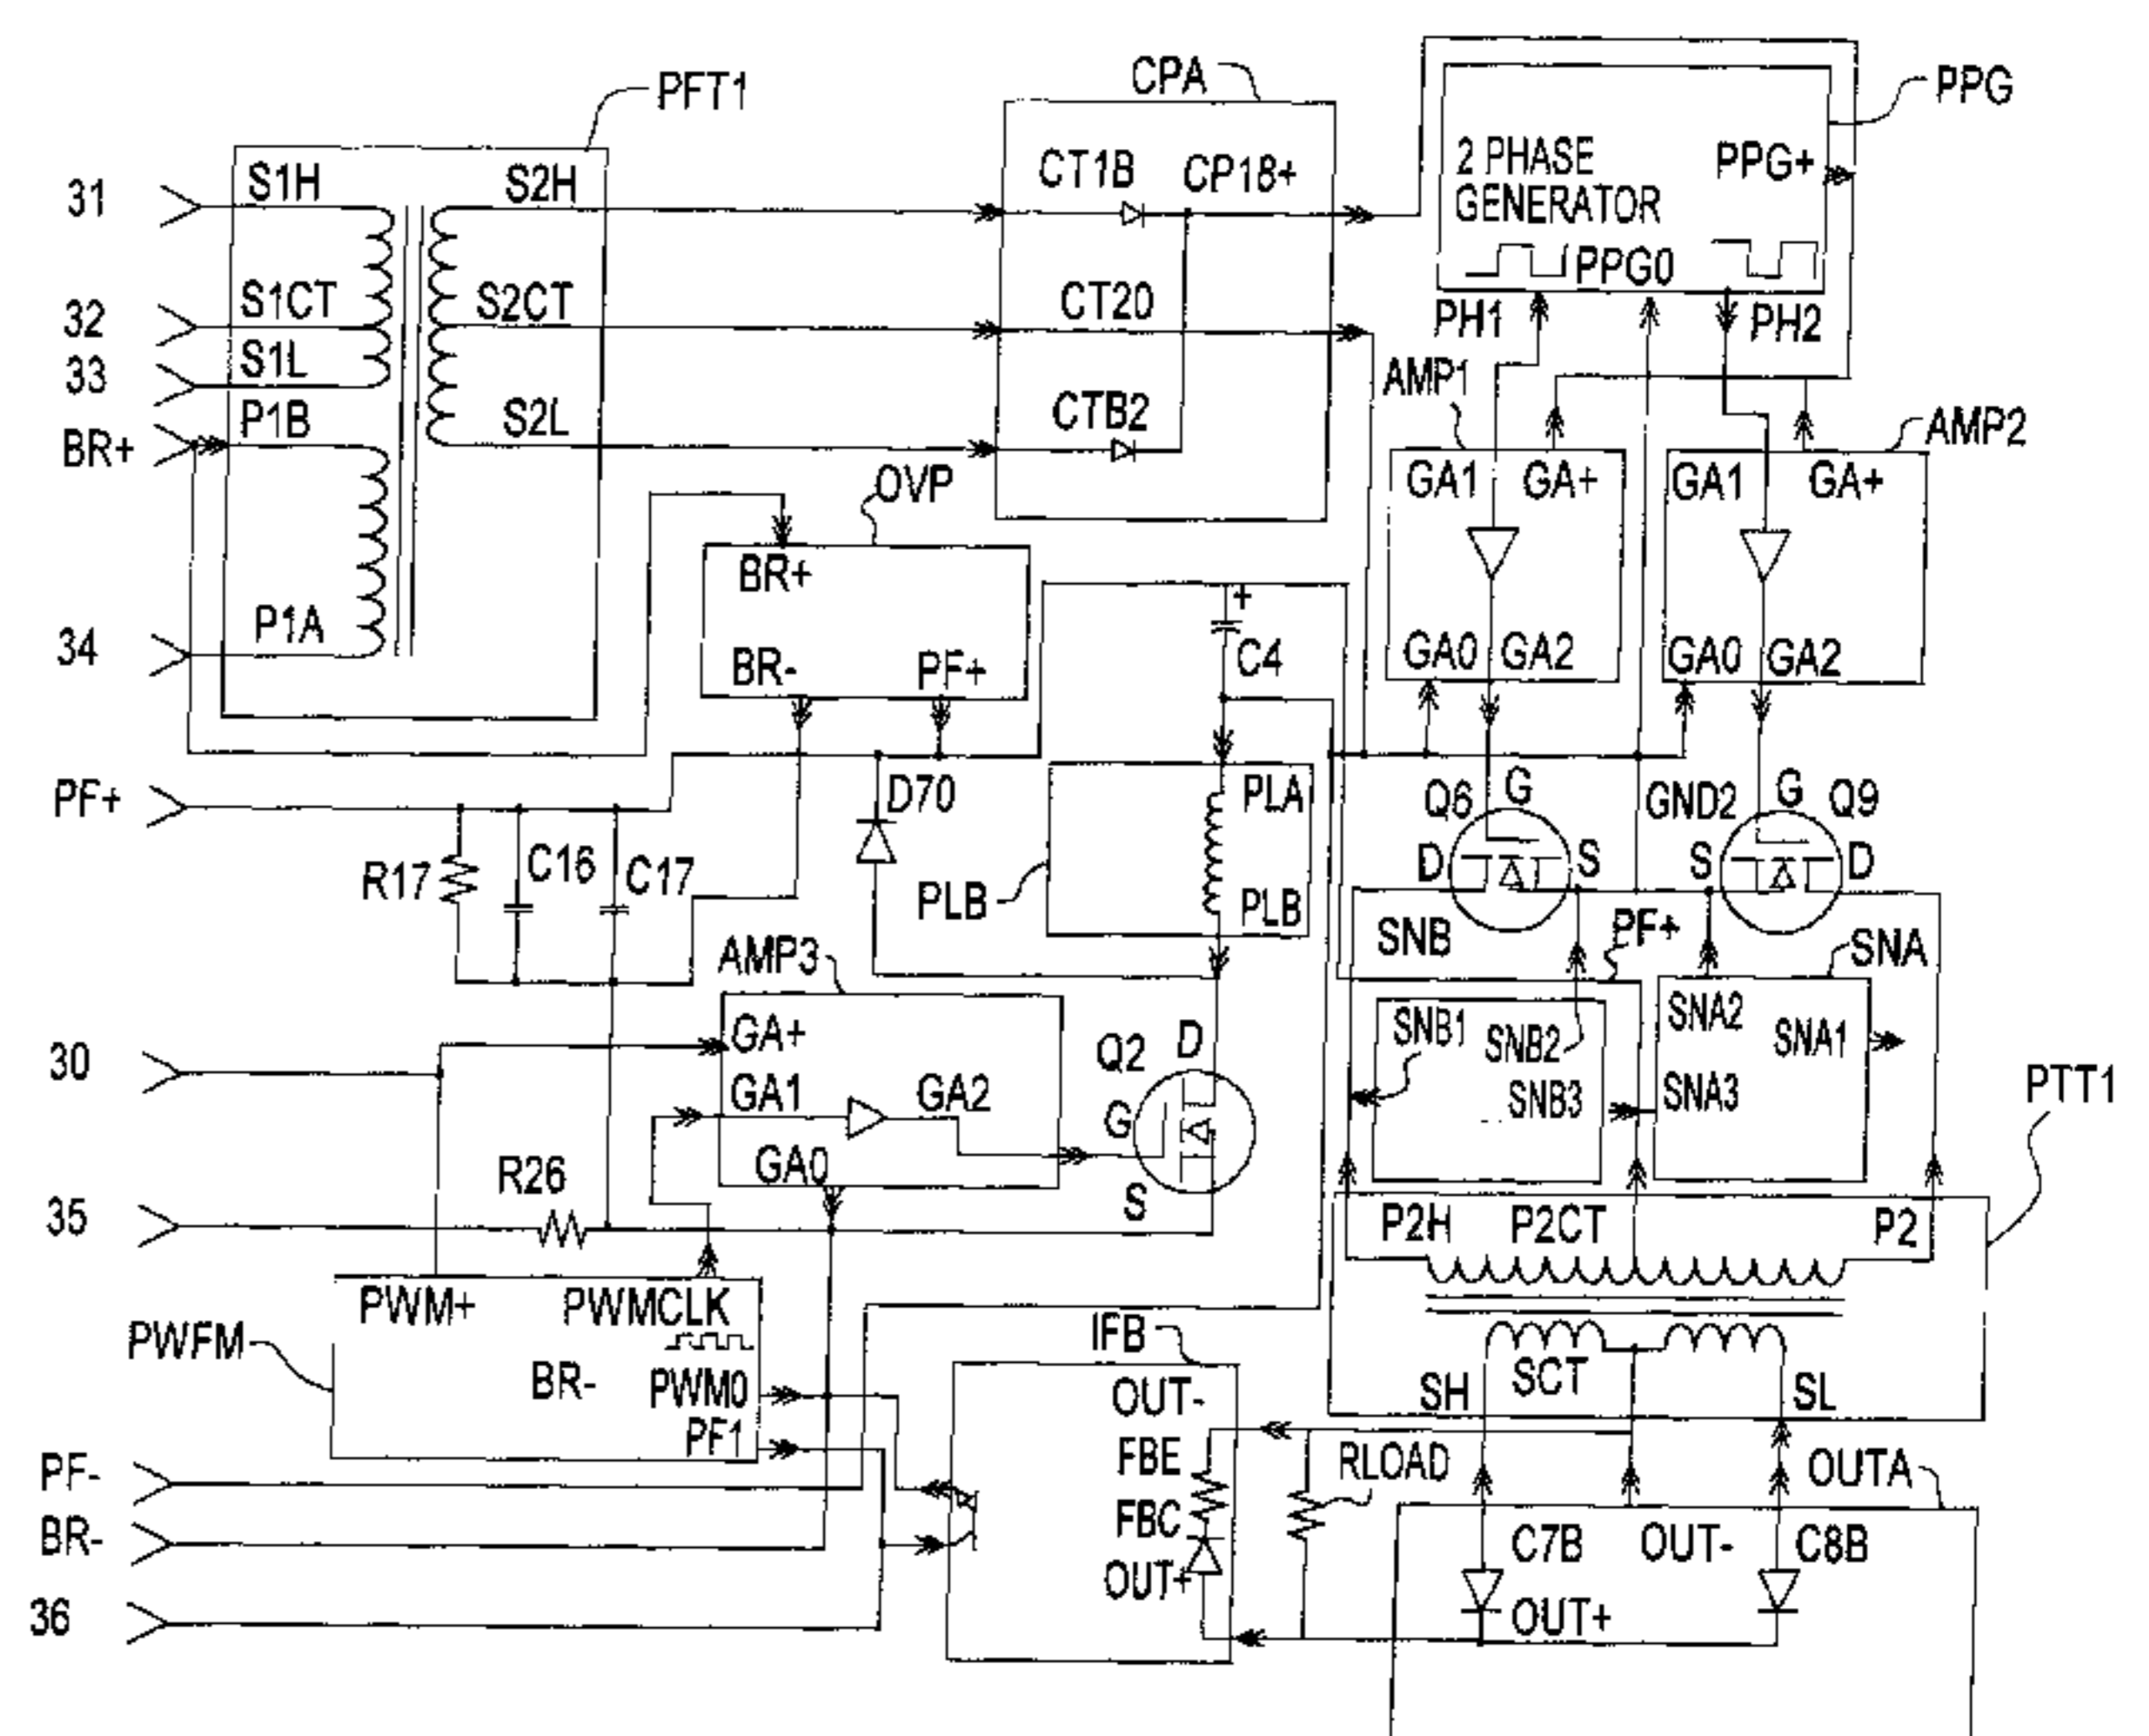 PFT1
CPA
PPG
31
S1H
S2H
CT1B
CP18+
2 PHASE
GENERATOR
PPG+
PPG0
32
S1CT
S2CT
CT20
PH1
PH2
33
S1L
AMP1
BR+
P1B
S2L
CTB2
AMP2
OVP
GA1
GA+
GA1
GA+
BR+
34
P1A
BR-
PF+
C4
GA0
GA2
GA0
GA2
PF+
D70
PLA
Q6
G
GND2
G
Q9
R17
C16
C17
PLB
PLB
D
S
S
D
SNB
PF+
SNA
AMP3
30
GA+
GA1
GA2
GA0
Q2
D
G
S
SNB1
SNB2
SNB3
SNA2
SNA1
SNA3
PTT1
35
R26
P2H
P2CT
P2
PWM+
PWMCLK
PWFM
BR-
PWM0
PF1
IFB
OUT-
SH
SCT
SL
PF-
FBE
RLOAD
OUTA
BR-
FBC
OUT+
C7B
OUT-
C8B
36
OUT+